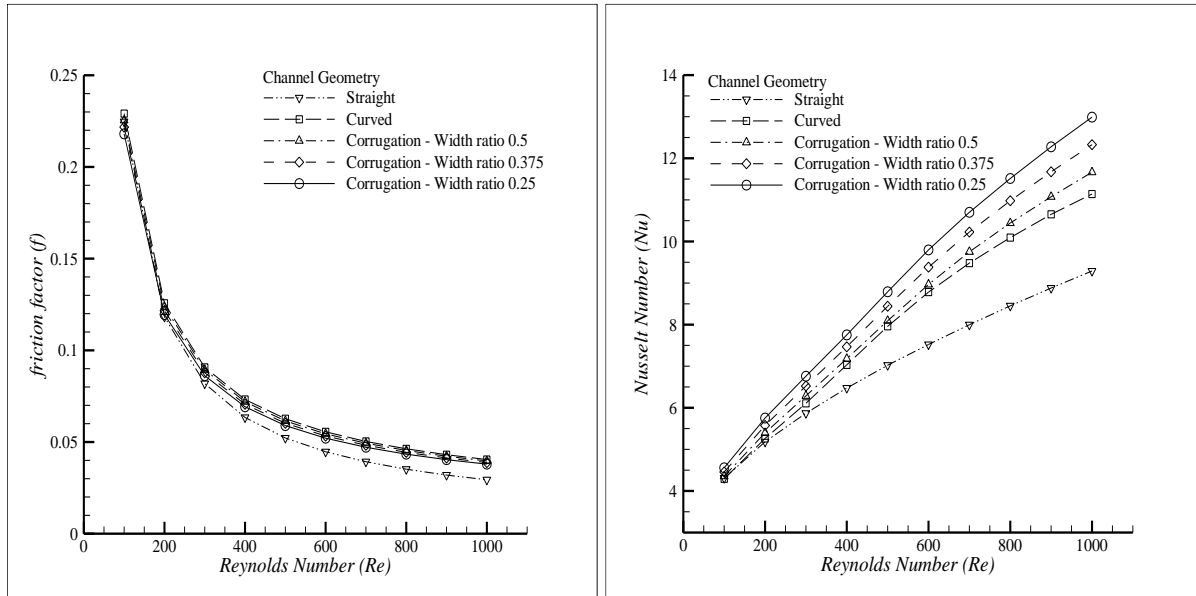 0.25
0.2
0.15
0.1
0.05
0
friction factor (f)
Channel Geometry
Straight
Curved
Corrugation - Width ratio 0.5
Corrugation - Width ratio 0.375
Corrugation - Width ratio 0.25
0 200 400 600 800 1000
Reynolds Number (Re)
12
10
8
6
4
Nusselt Number (Nu)
Channel Geometry
Straight
Curved
Corrugation - Width ratio 0.5
Corrugation - Width ratio 0.375
Corrugation - Width ratio 0.25
0 200 400 600 800 1000
Reynolds Number (Re)